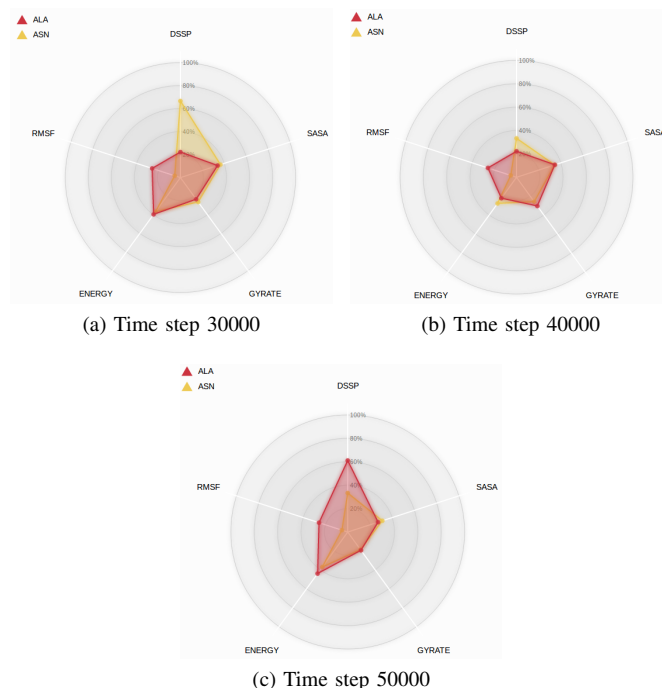 ALA
ASN
DSSP
100%
80%
60%
40%
RMSF
SASA
ENERGY
GYRATE
(a) Time step 30000
ALA
ASN
DSSP
100%
80%
60%
40%
RMSF
SASA
ENERGY
GYRATE
(b) Time step 40000
ALA
ASN
DSSP
100%
80%
60%
40%
20%
RMSF
SASA
ENERGY
GYRATE
(c) Time step 50000